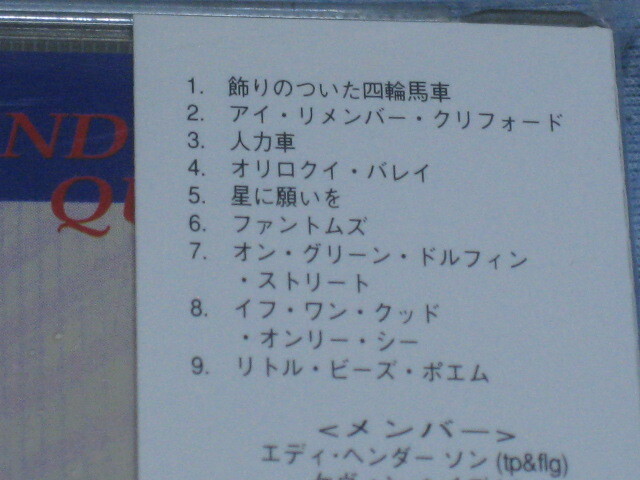 ND
QU
1. 飾りのついた四輪馬車
2. アイ・リメンバー・クリフォード
3. 人力車
4. オリロクイ・バレイ
5. 星に願いを
6. ファントムズ
7. オン・グリーン・ドルフィン
・ストリート
8. イフ・ワン・クッド
・オンリー・シー
9. リトル・ビーズ・ポエム
<メンバー>
エディ・ヘンダーソン (tp&flg)